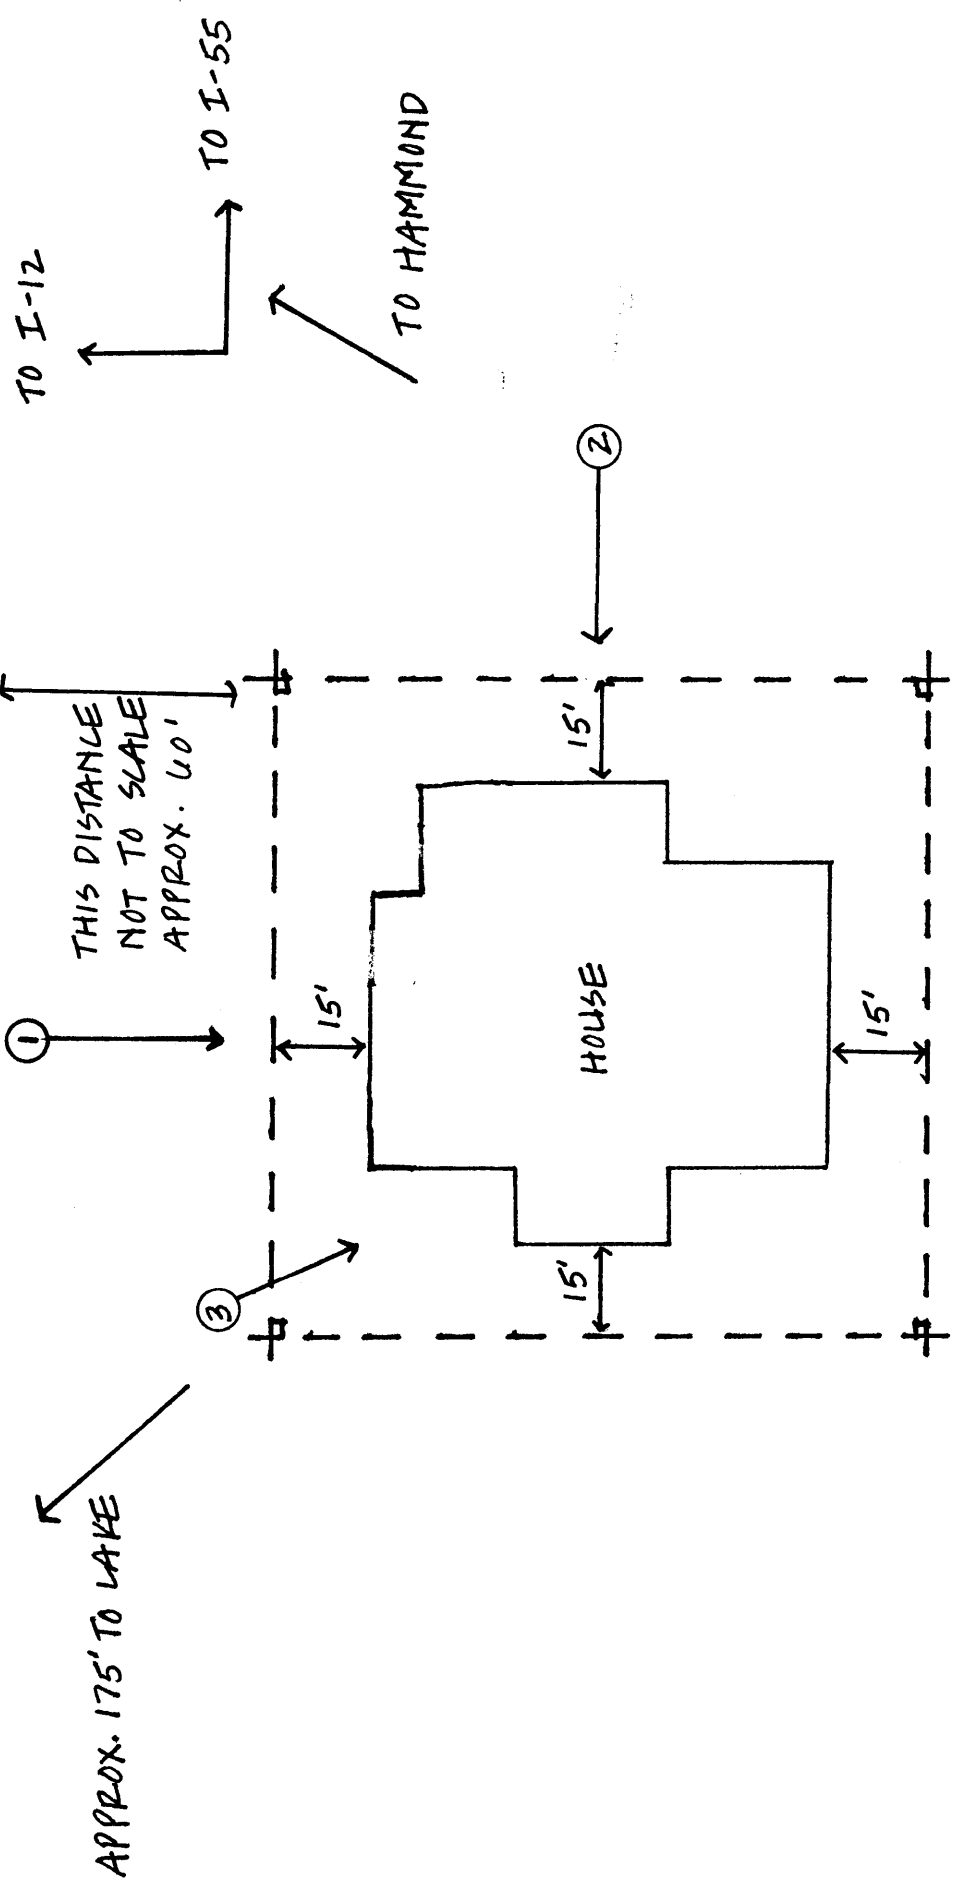 APPROX. 175' TO LAKE
1
THIS DISTANCE
NOT TO SCALE
APPROX. 60'
TO I-12
TO I-55
TO HAMMOND
3
15'
15'
HOUSE
15'
2
15'